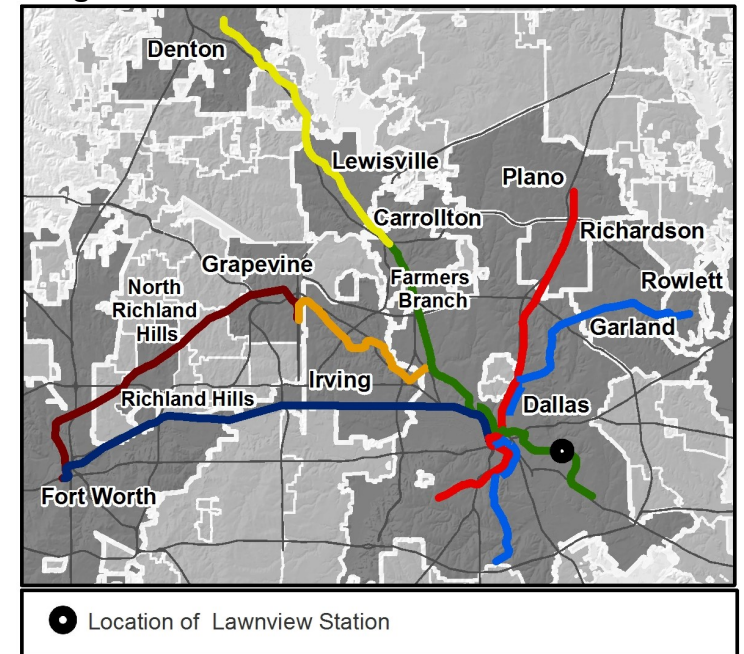 Denton
Lewisville
Plano
Carrollton
Richardson
Grapevine
Farmers
Branch
Rowlett
North
Richland
Hills
Garland
Irving
Richland Hills
Dallas
Fort Worth
Location of Lawnview Station